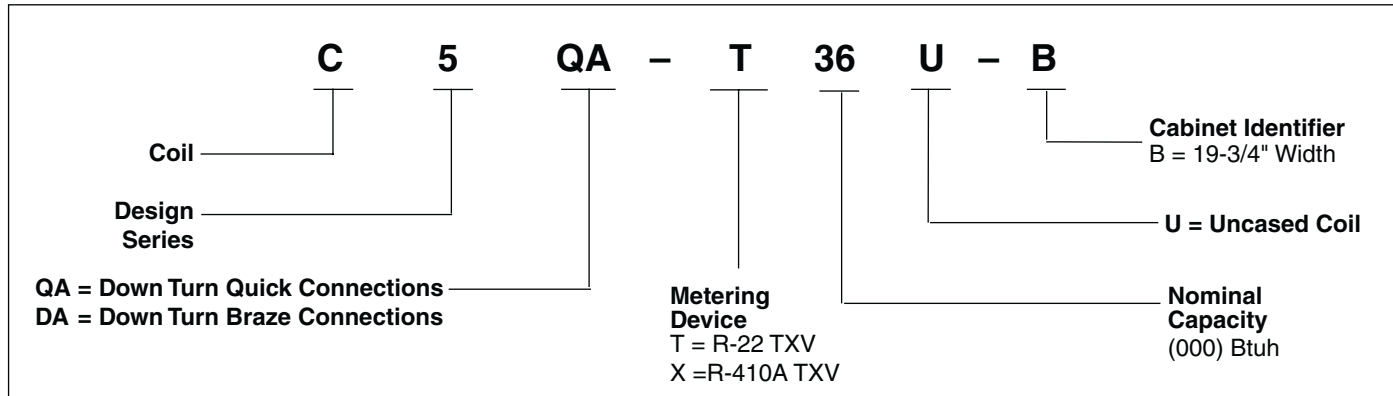 C 5 QA – T 36 U – B
Coil
Design
Series
QA = Down Turn Quick Connections
DA = Down Turn Braze Connections
Metering
Device
T = R-22 TXV
X =R-410A TXV
Cabinet Identifier
B = 19-3/4" Width
U = Uncased Coil
Nominal
Capacity
(000) Btuh